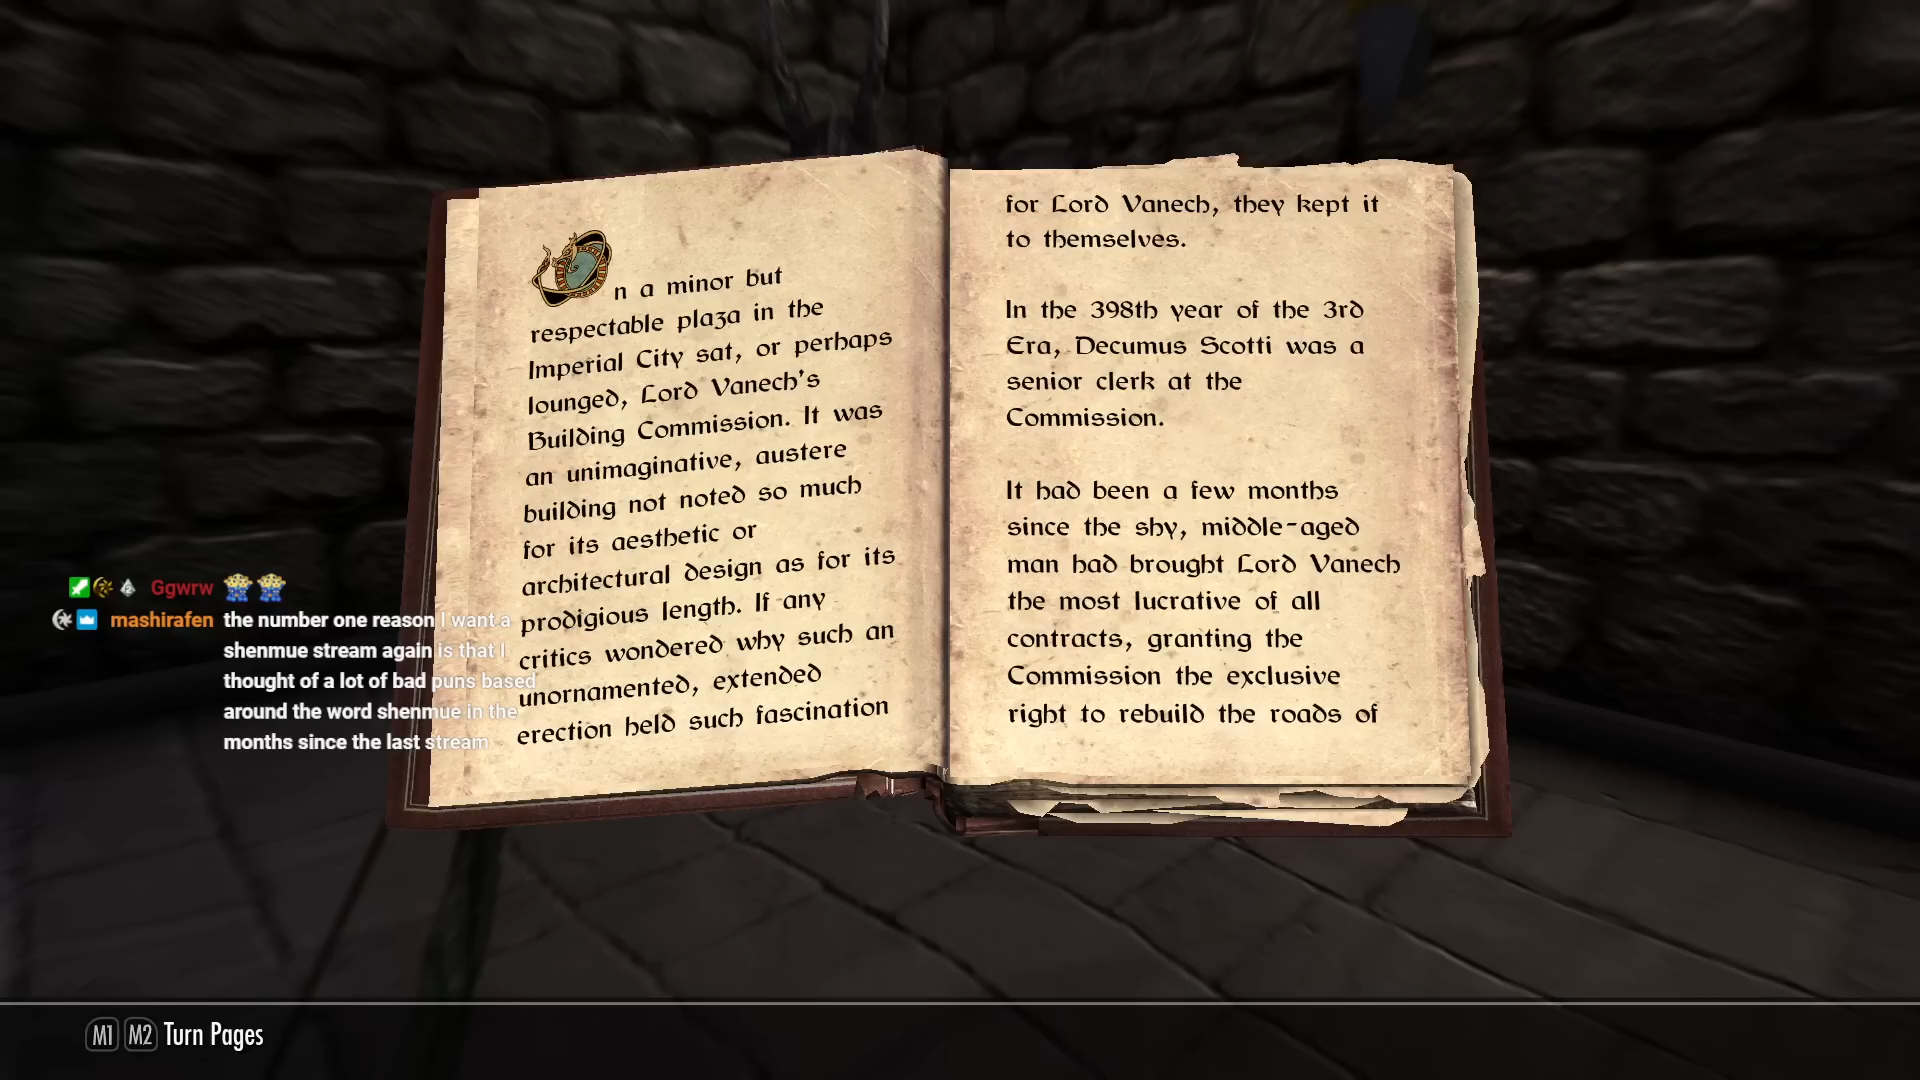 On a minor but
respectable plaza in the
Imperial City sat, or perhaps
lounged, Lord Vanech's
Building Commission. It was
an unimaginative, austere
building not noted so much
for its aesthetic or
architectural design as for its
prodigious length. If any
critics wondered why such an
unornamented, extended
erection held such fascination
for Lord Vanech, they kept it
to themselves.
In the 398th year of the 3rd
Era, Decumus Scotti was a
senior clerk at the
Commission.
It had been a few months
since the shy, middle-aged
man had brought Lord Vanech
the most lucrative of all
contracts, granting the
Commission the exclusive
right to rebuild the roads of
Ggwrw
mashirafen the number one reason I want a
shenmue stream again is that I
thought of a lot of bad puns based
around the word shenmue in the
months since the last stream
M1 M2 Turn Pages